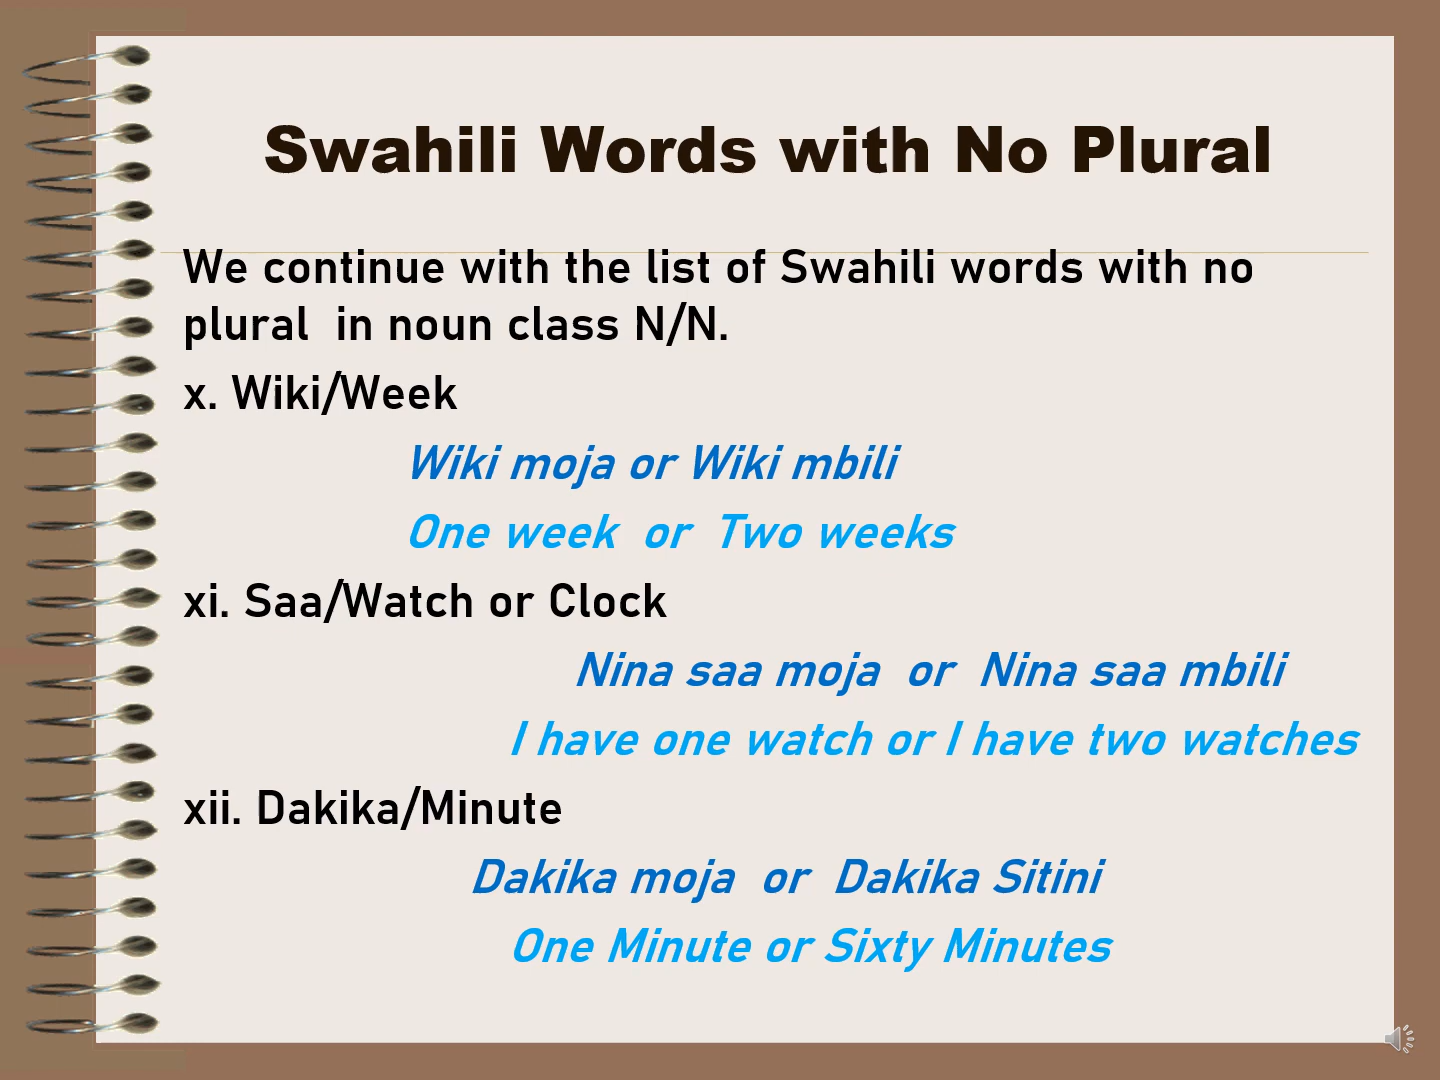 Swahili Words with No Plural
We continue with the list of Swahili words with no
plural  in noun class N/N.
x. Wiki/Week
Wiki moja or Wiki mbili
One week  or  Two weeks
xi. Saa/Watch or Clock
Nina saa moja  or  Nina saa mbili
I have one watch or I have two watches
xii. Dakika/Minute
Dakika moja  or  Dakika Sitini
One Minute or Sixty Minutes